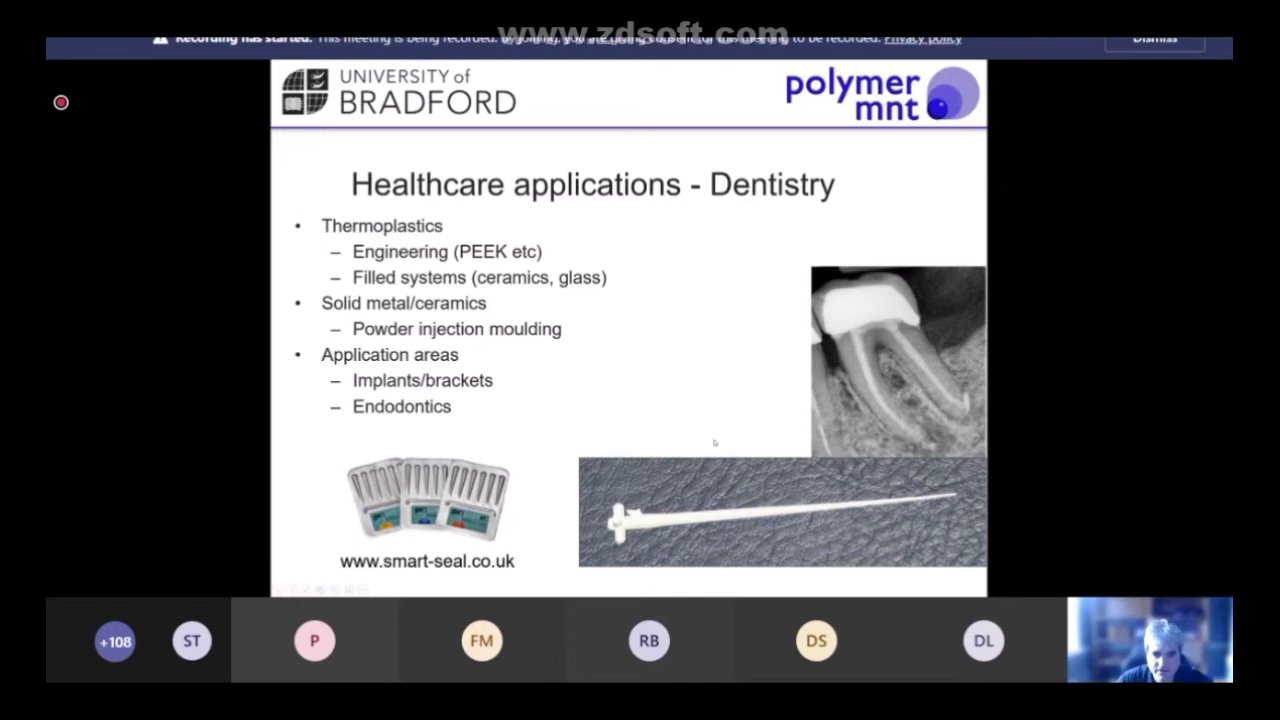 www.zdsoft.com
Recording has started. This meeting is being recorded. By joining, you are giving consent for this meeting to be recorded. Privacy policy
Dismiss
UNIVERSITY of
BRADFORD
polymer
mnt
Healthcare applications - Dentistry
• Thermoplastics
– Engineering (PEEK etc)
– Filled systems (ceramics, glass)
• Solid metal/ceramics
– Powder injection moulding
• Application areas
– Implants/brackets
– Endodontics
www.smart-seal.co.uk
+108
ST
P
FM
RB
DS
DL